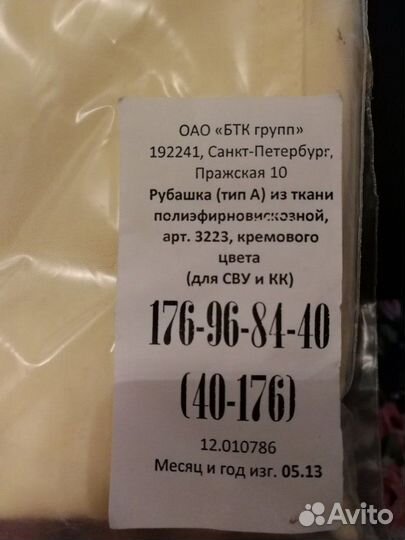 ОАО «БТК групп»
192241, Санкт-Петербург,
Пражская 10
Рубашка (тип А) из ткани
полиэфирновискозной,
арт. 3223, кремового
цвета
(для СВУ и КК)
176-96-84-40
(40-176)
12.010786
Месяц и год изг. 05.13
Avito